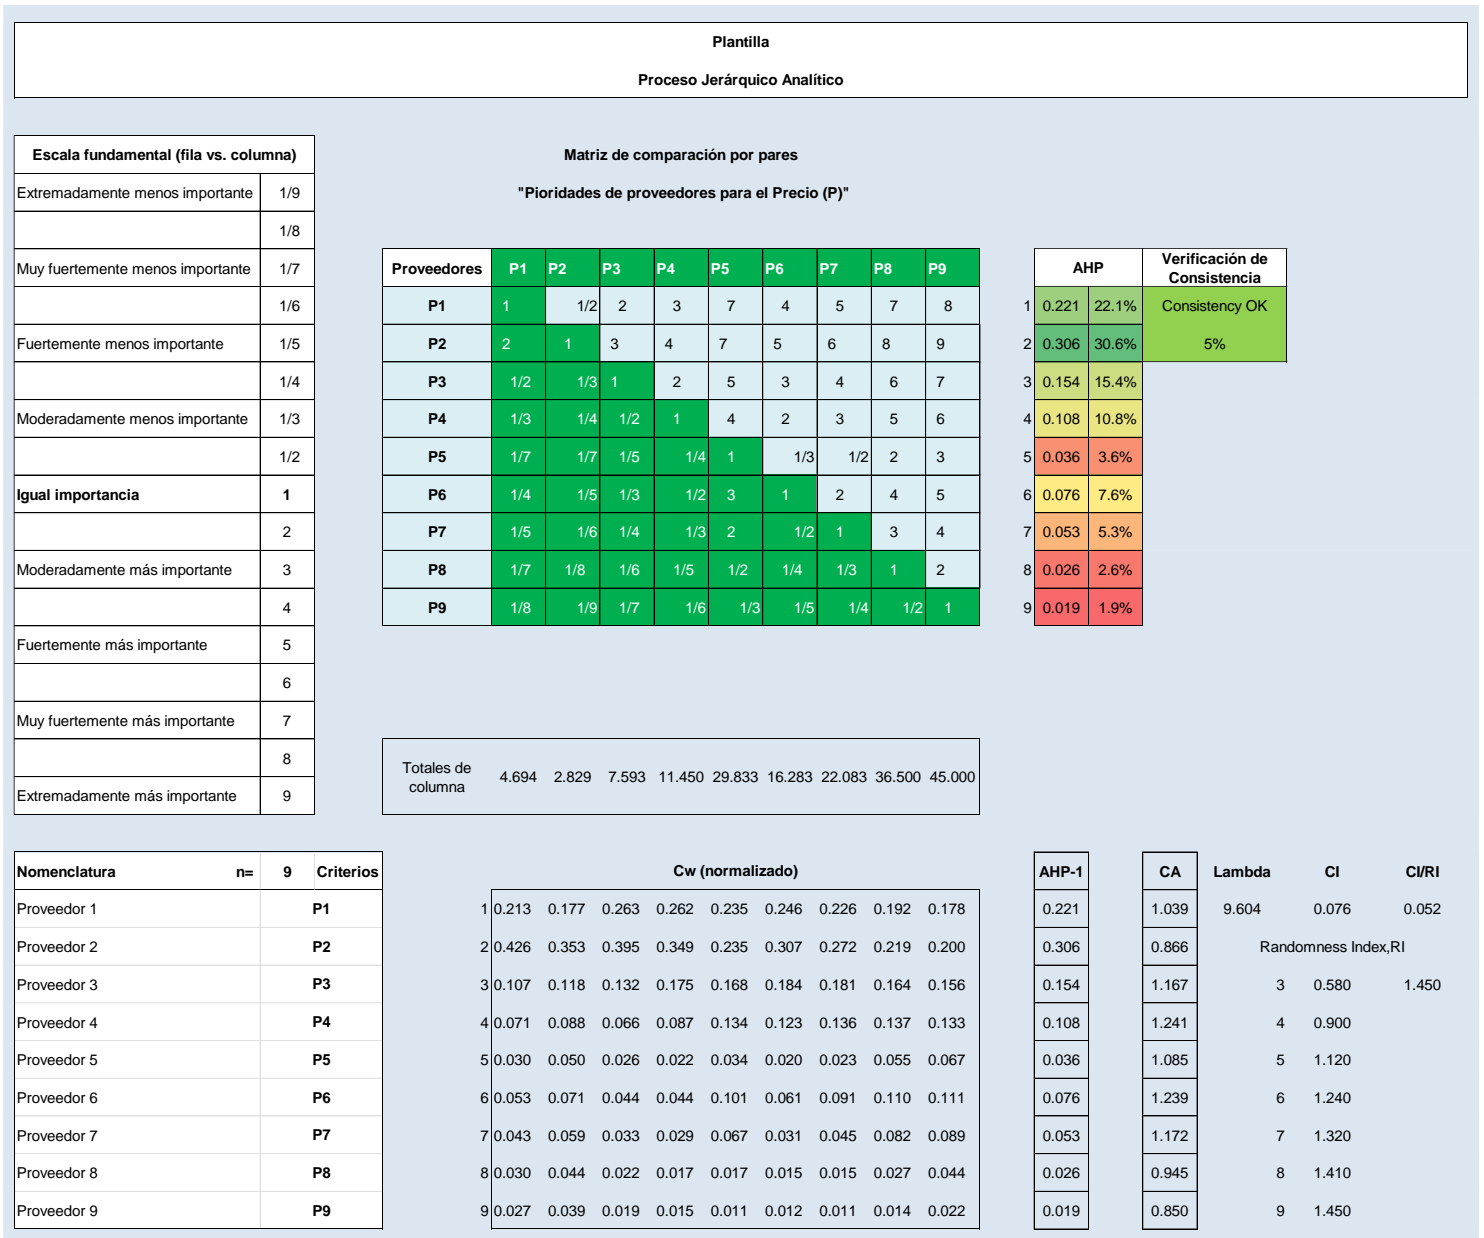 Plantilla
Proceso Jerárquico Analítico
Escala fundamental (fila vs. columna)
Extremadamente menos importante 1/9
1/8
Muy fuertemente menos importante 1/7
1/6
Fuertemente menos importante 1/5
1/4
Moderadamente menos importante 1/3
1/2
Igual importancia 1
2
Moderadamente más importante 3
4
Fuertemente más importante 5
6
Muy fuertemente más importante 7
8
Extremadamente más importante 9
Matriz de comparación por pares
"Pioridades de proveedores para el Precio (P)"
Proveedores P1 P2 P3 P4 P5 P6 P7 P8 P9
P1 1 1/2 2 3 7 4 5 7 8
P2 2 1 3 4 7 5 6 8 9
P3 1/2 1/3 1 2 5 3 4 6 7
P4 1/3 1/4 1/2 1 4 2 3 5 6
P5 1/7 1/7 1/5 1/4 1 1/3 1/2 2 3
P6 1/4 1/5 1/3 1/2 3 1 2 4 5
P7 1/5 1/6 1/4 1/3 2 1/2 1 3 4
P8 1/7 1/8 1/6 1/5 1/2 1/4 1/3 1 2
P9 1/8 1/9 1/7 1/6 1/3 1/5 1/4 1/2 1
AHP
Verificación de
Consistencia
1 0.221 22.1% Consistency OK
2 0.306 30.6% 5%
3 0.154 15.4%
4 0.108 10.8%
5 0.036 3.6%
6 0.076 7.6%
7 0.053 5.3%
8 0.026 2.6%
9 0.019 1.9%
Totales de
columna
4.694 2.829 7.593 11.450 29.833 16.283 22.083 36.500 45.000
Nomenclatura n= 9 Criterios
Proveedor 1 P1
Proveedor 2 P2
Proveedor 3 P3
Proveedor 4 P4
Proveedor 5 P5
Proveedor 6 P6
Proveedor 7 P7
Proveedor 8 P8
Proveedor 9 P9
Cw (normalizado)
1 0.213 0.177 0.263 0.262 0.235 0.246 0.226 0.192 0.178
2 0.426 0.353 0.395 0.349 0.235 0.307 0.272 0.219 0.200
3 0.107 0.118 0.132 0.175 0.168 0.184 0.181 0.164 0.156
4 0.071 0.088 0.066 0.087 0.134 0.123 0.136 0.137 0.133
5 0.030 0.050 0.026 0.022 0.034 0.020 0.023 0.055 0.067
6 0.053 0.071 0.044 0.044 0.101 0.061 0.091 0.110 0.111
7 0.043 0.059 0.033 0.029 0.067 0.031 0.045 0.082 0.089
8 0.030 0.044 0.022 0.017 0.017 0.015 0.015 0.027 0.044
9 0.027 0.039 0.019 0.015 0.011 0.012 0.011 0.014 0.022
AHP-1 CA Lambda CI CI/RI
0.221 1.039 9.604 0.076 0.052
0.306 0.866 Randomness Index,RI
0.154 1.167 3 0.580 1.450
0.108 1.241 4 0.900
0.036 1.085 5 1.120
0.076 1.239 6 1.240
0.053 1.172 7 1.320
0.026 0.945 8 1.410
0.019 0.850 9 1.450